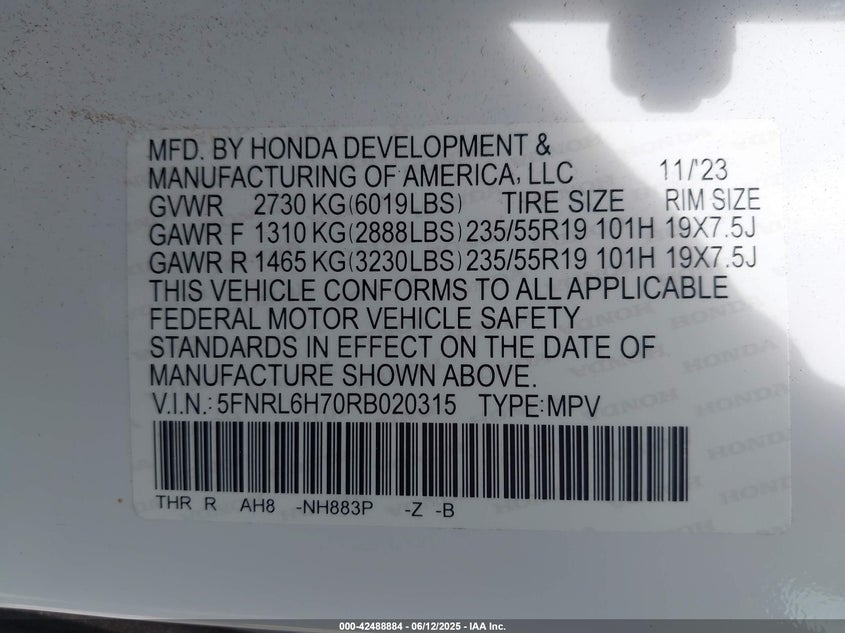 MFD. BY HONDA DEVELOPMENT &
MANUFACTURING OF AMERICA, LLC 11/'23
GVWR 2730 KG(6019LBS) TIRE SIZE RIM SIZE
GAWR F 1310 KG(2888LBS) 235/55R19 101H 19X7.5J
GAWR R 1465 KG(3230LBS) 235/55R19 101H 19X7.5J
THIS VEHICLE CONFORMS TO ALL APPLICABLE
FEDERAL MOTOR VEHICLE SAFETY
STANDARDS IN EFFECT ON THE DATE OF
MANUFACTURE SHOWN ABOVE.
V.I.N.: 5FNRL6H70RB020315 TYPE:MPV
THR R AH8 -NH883P -Z -B
000-42488884 - 06/12/2025 - IAA Inc.